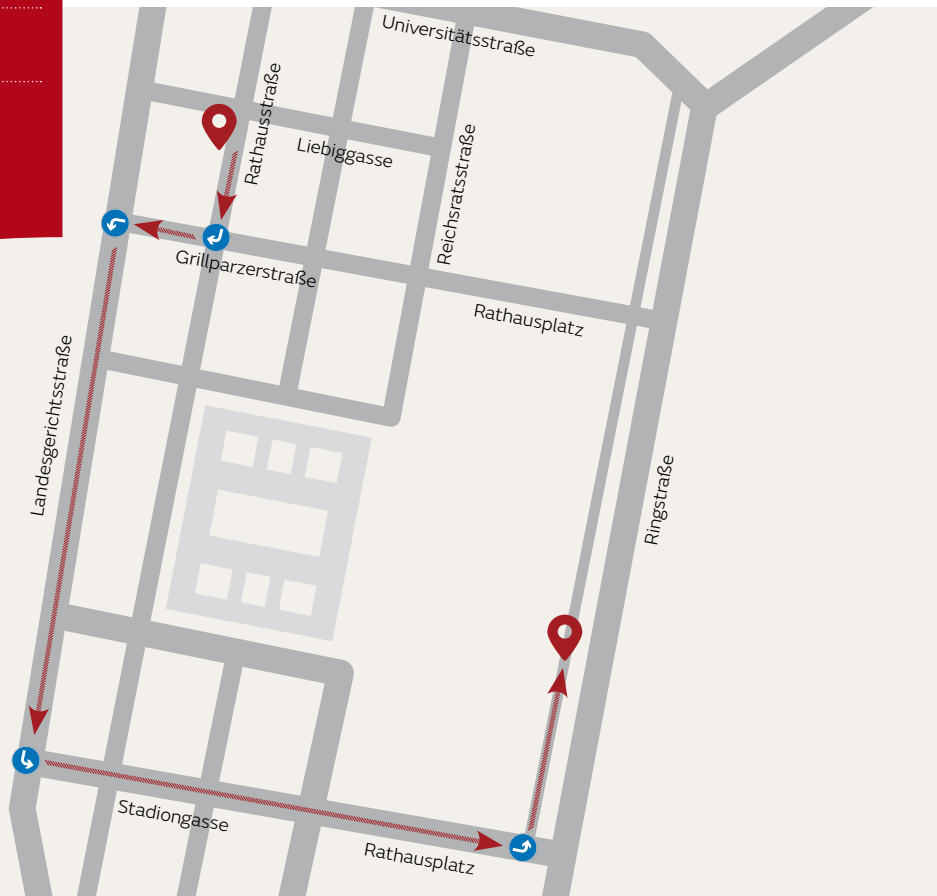 Universitätsstraße
Rathausstraße
Liebiggasse
Reichsratsstraße
Grillparzerstraße
Rathausplatz
Landesgerichtsstraße
Ringstraße
Stadiongasse
Rathausplatz